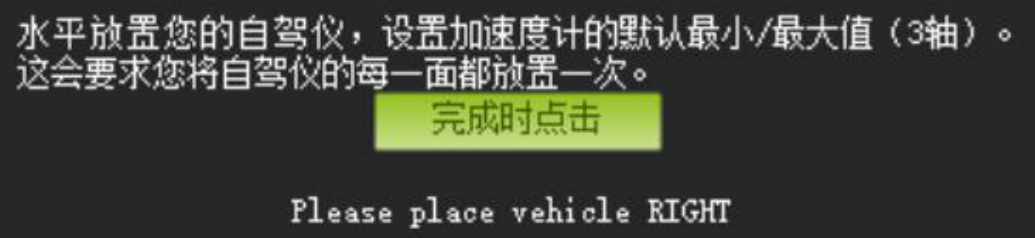 水平放置您的自驾仪，设置加速度计的默认最小/最大值（3轴）。
这会要求您将自驾仪的每一面都放置一次。
完成时点击
Please place vehicle RIGHT